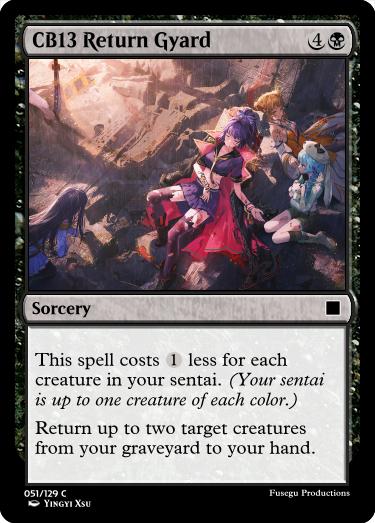 CB13 Return Gyard 4
Sorcery
This spell costs 1 less for each
creature in your sentai. (Your sentai
is up to one creature of each color.)
Return up to two target creatures
from your graveyard to your hand.
051/129 C
Fusegu Productions
Yingyi Xsu